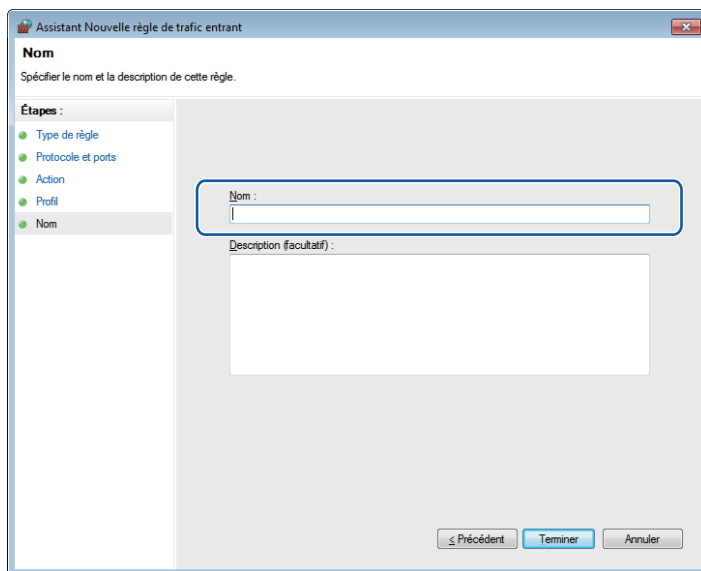 Assistant Nouvelle règle de trafic entrant
Nom
Spécifier le nom et la description de cette règle.
Étapes :
Type de règle
Protocole et ports
Action
Profil
Nom
Nom :
Description (facultatif) :
< Précédent
Terminer
Annuler